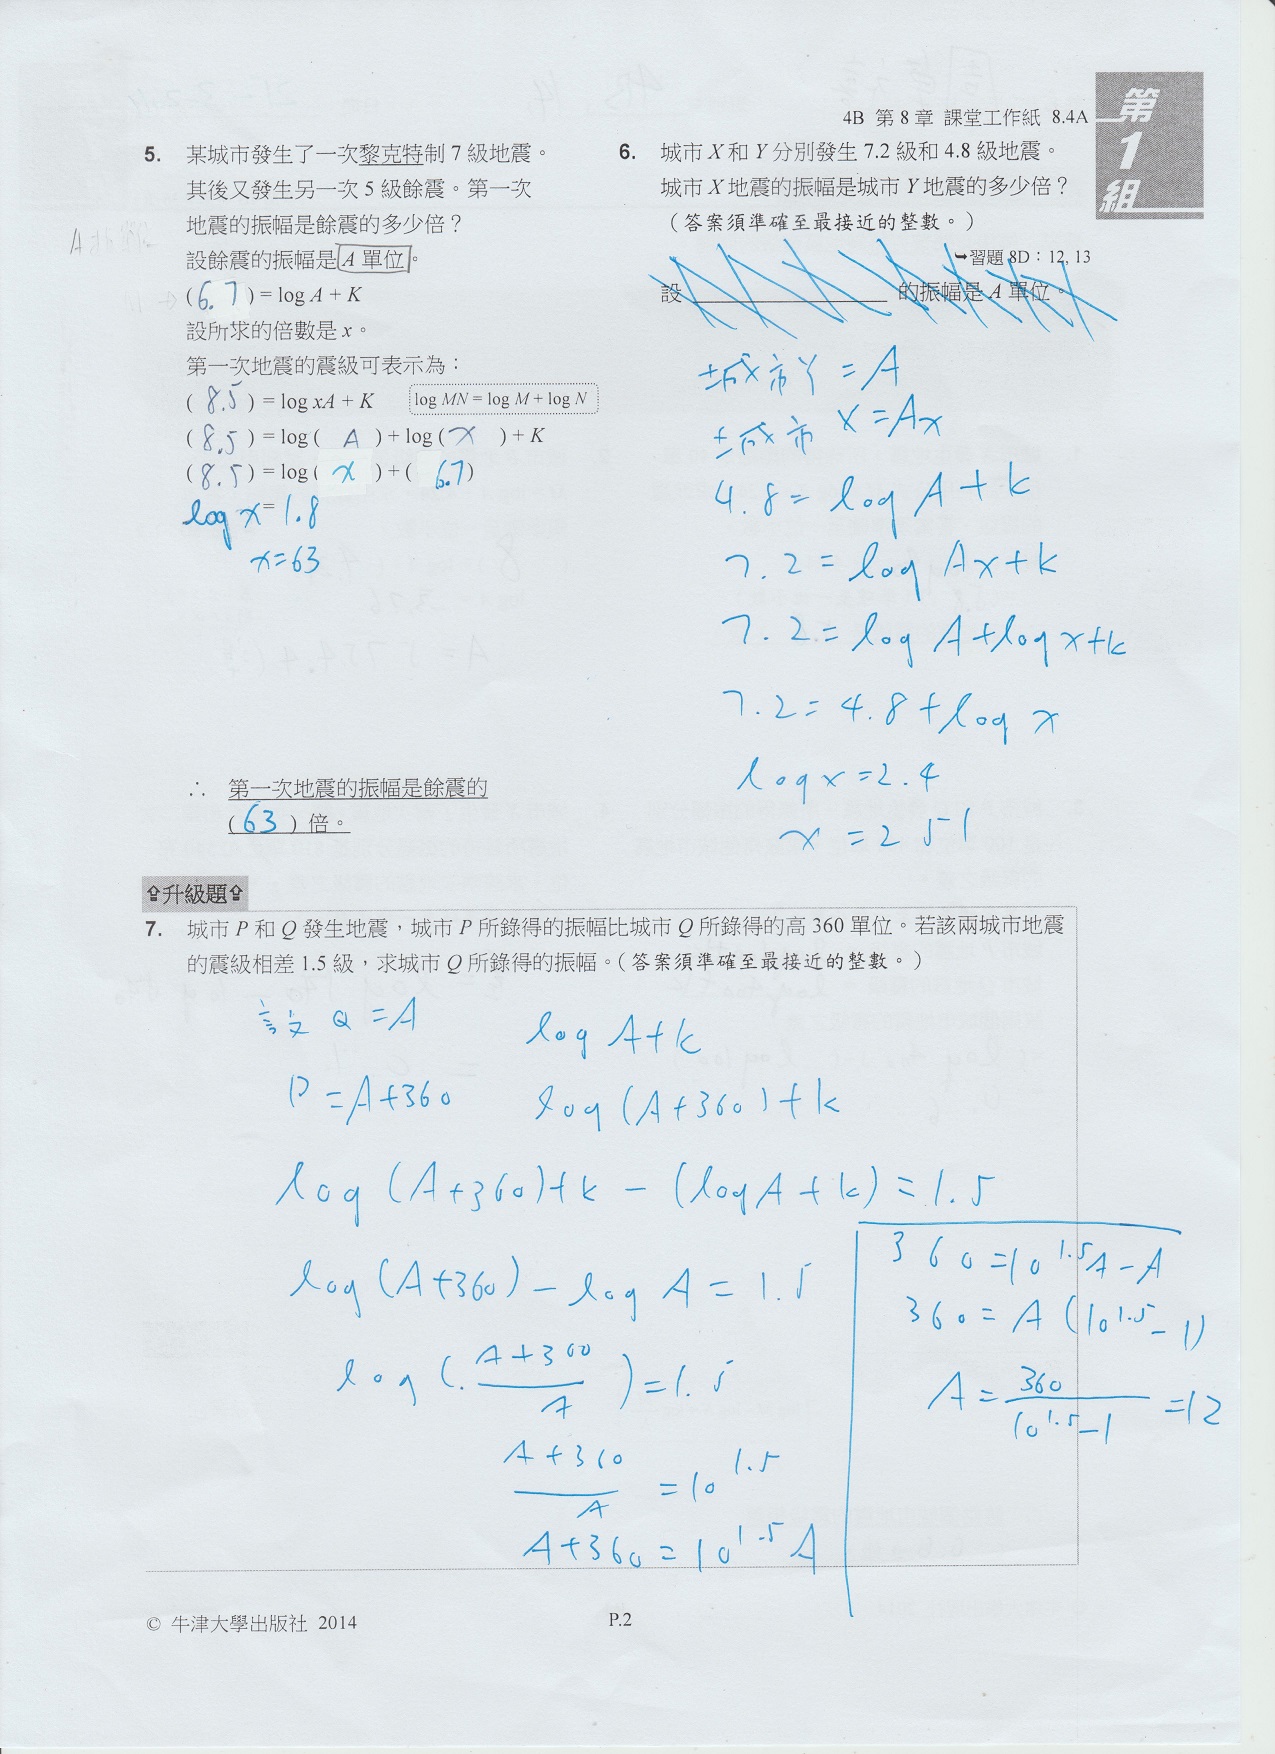 4B 第 8 章 課堂工作紙 8.4A
第
1
組
5. 某城市發生了一次黎克特制 7 級地震。
其後又發生另一次 5 級餘震。第一次
地震的振幅是餘震的多少倍?
設餘震的振幅是 A 單位。
( 6.7 ) = log A + K
設所求的倍數是 x。
第一次地震的震級可表示為:
( 8.5 ) = log xA + K
log MN = log M + log N
( 8.5 ) = log ( A ) + log ( x ) + K
( 8.5 ) = log ( x ) + ( 6.7 )
log x = 1.8
x = 63
∴ 第一次地震的振幅是餘震的
( 63 ) 倍。
6. 城市 X 和 Y 分別發生 7.2 級和 4.8 級地震。
城市 X 地震的振幅是城市 Y 地震的多少倍?
(答案須準確至最接近的整數。)
➥習題 8D:12, 13
設 ____________ 的振幅是 A 單位。
城市 Y = A
城市 X = Ax
4.8 = log A + k
7.2 = log Ax + k
7.2 = log A + log x + k
7.2 = 4.8 + log x
log x = 2.4
x = 251
⇧升級題⇧
7. 城市 P 和 Q 發生地震,城市 P 所錄得的振幅比城市 Q 所錄得的高 360 單位。若該兩城市地震
的震級相差 1.5 級,求城市 Q 所錄得的振幅。(答案須準確至最接近的整數。)
設 Q = A log A + k
P = A + 360 log (A + 360) + k
log (A + 360) + k - (log A + k) = 1.5
log (A + 360) - log A = 1.5
log ( (A + 360)/A ) = 1.5
(A + 360)/A = 10^1.5
A + 360 = 10^1.5 A
360 = 10^1.5 A - A
360 = A (10^1.5 - 1)
A = 360/(10^1.5 - 1) = 12
© 牛津大學出版社 2014
P.2